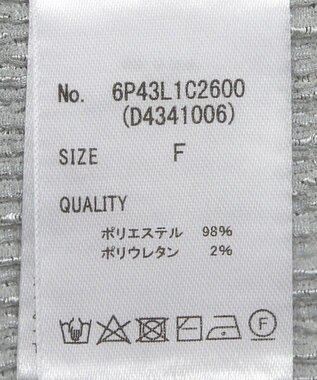 No. 6P43L1C2600
(D4341006)
SIZE F
QUALITY
ポリエステル 98%
ポリウレタン 2%
F